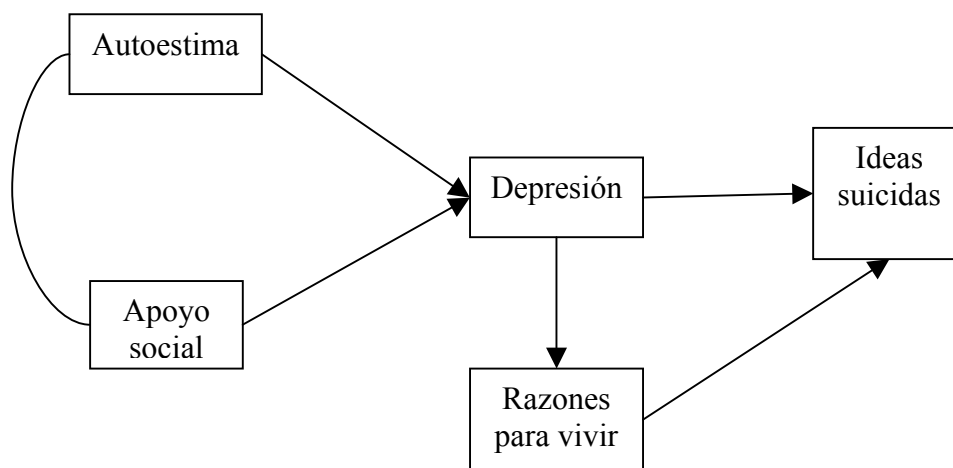 Autoestima
Depresión
Ideas
suicidas
Apoyo
social
Razones
para vivir